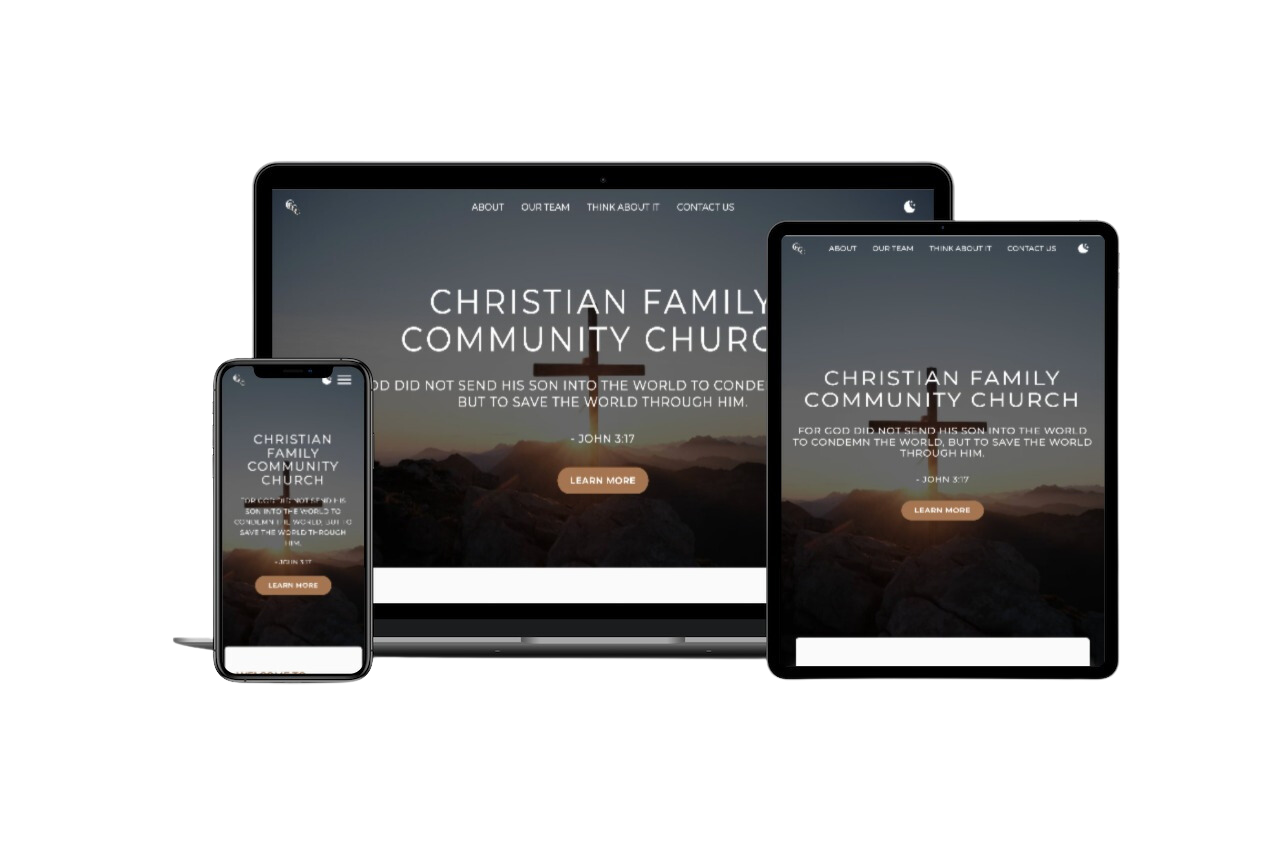 ABOUT OUR TEAM THINK ABOUT IT CONTACT US
CHRISTIAN FAMILY
COMMUNITY CHURC
OD DID NOT SEND HIS SON INTO THE WORLD TO CONDE
BUT TO SAVE THE WORLD THROUGH HIM.
- JOHN 3:17
LEARN MORE
CHRISTIAN
FAMILY
COMMUNITY
CHURCH
FOR GOD DID NOT SEND HIS
SON INTO THE WORLD TO
CONDEMN THE WORLD, BUT TO
SAVE THE WORLD THROUGH
HIM.
- JOHN 3:17
LEARN MORE
WELCOME TO
ABOUT OUR TEAM THINK ABOUT IT CONTACT US
CHRISTIAN FAMILY
COMMUNITY CHURCH
FOR GOD DID NOT SEND HIS SON INTO THE WORLD
TO CONDEMN THE WORLD, BUT TO SAVE THE WORLD
THROUGH HIM.
- JOHN 3:17
LEARN MORE